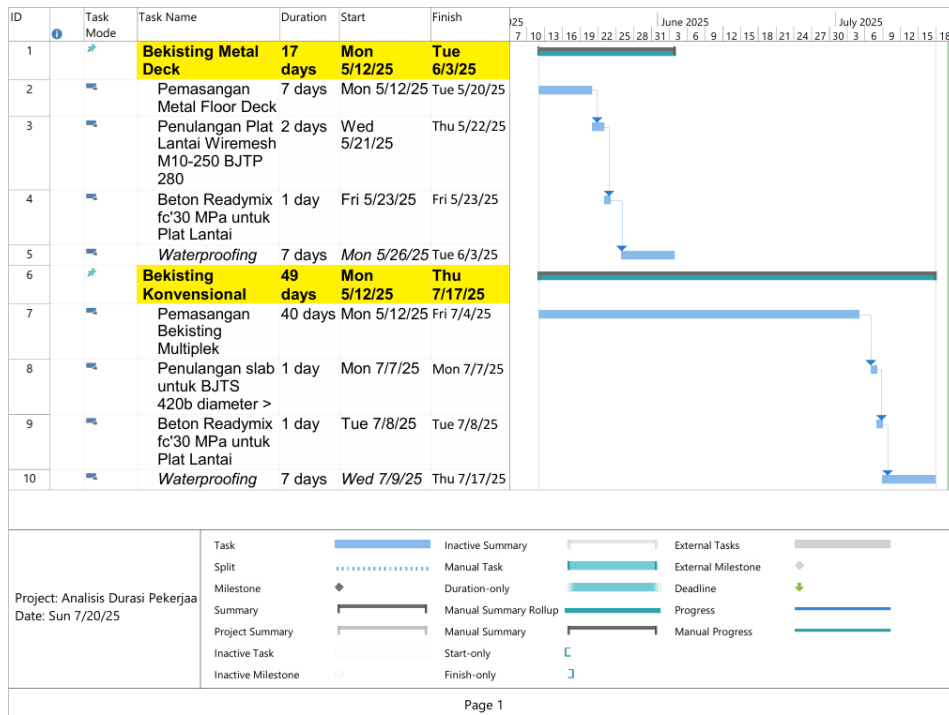 ID Task Mode Task Name Duration Start Finish
025 June 2025 July 2025
7 10 13 16 19 22 25 28 31 3 6 9 12 15 18 21 24 27 30 3 6 9 12 15 18
1 Bekisting Metal Deck 17 days Mon 5/12/25 Tue 6/3/25
2 Pemasangan Metal Floor Deck 7 days Mon 5/12/25 Tue 5/20/25
3 Penulangan Plat Lantai Wiremesh M10-250 BJTP 280 2 days Wed 5/21/25 Thu 5/22/25
4 Beton Readymix fc'30 MPa untuk Plat Lantai 1 day Fri 5/23/25 Fri 5/23/25
5 Waterproofing 7 days Mon 5/26/25 Tue 6/3/25
6 Bekisting Konvensional 49 days Mon 5/12/25 Thu 7/17/25
7 Pemasangan Bekisting Multiplek 40 days Mon 5/12/25 Fri 7/4/25
8 Penulangan slab untuk BJTS 420b diameter > 1 day Mon 7/7/25 Mon 7/7/25
9 Beton Readymix fc'30 MPa untuk Plat Lantai 1 day Tue 7/8/25 Tue 7/8/25
10 Waterproofing 7 days Wed 7/9/25 Thu 7/17/25
Project: Analisis Durasi Pekerjaa
Date: Sun 7/20/25
Task Inactive Summary External Tasks
Split Manual Task External Milestone
Milestone Duration-only Deadline
Summary Manual Summary Rollup Progress
Project Summary Manual Summary Manual Progress
Inactive Task Start-only
Inactive Milestone Finish-only
Page 1